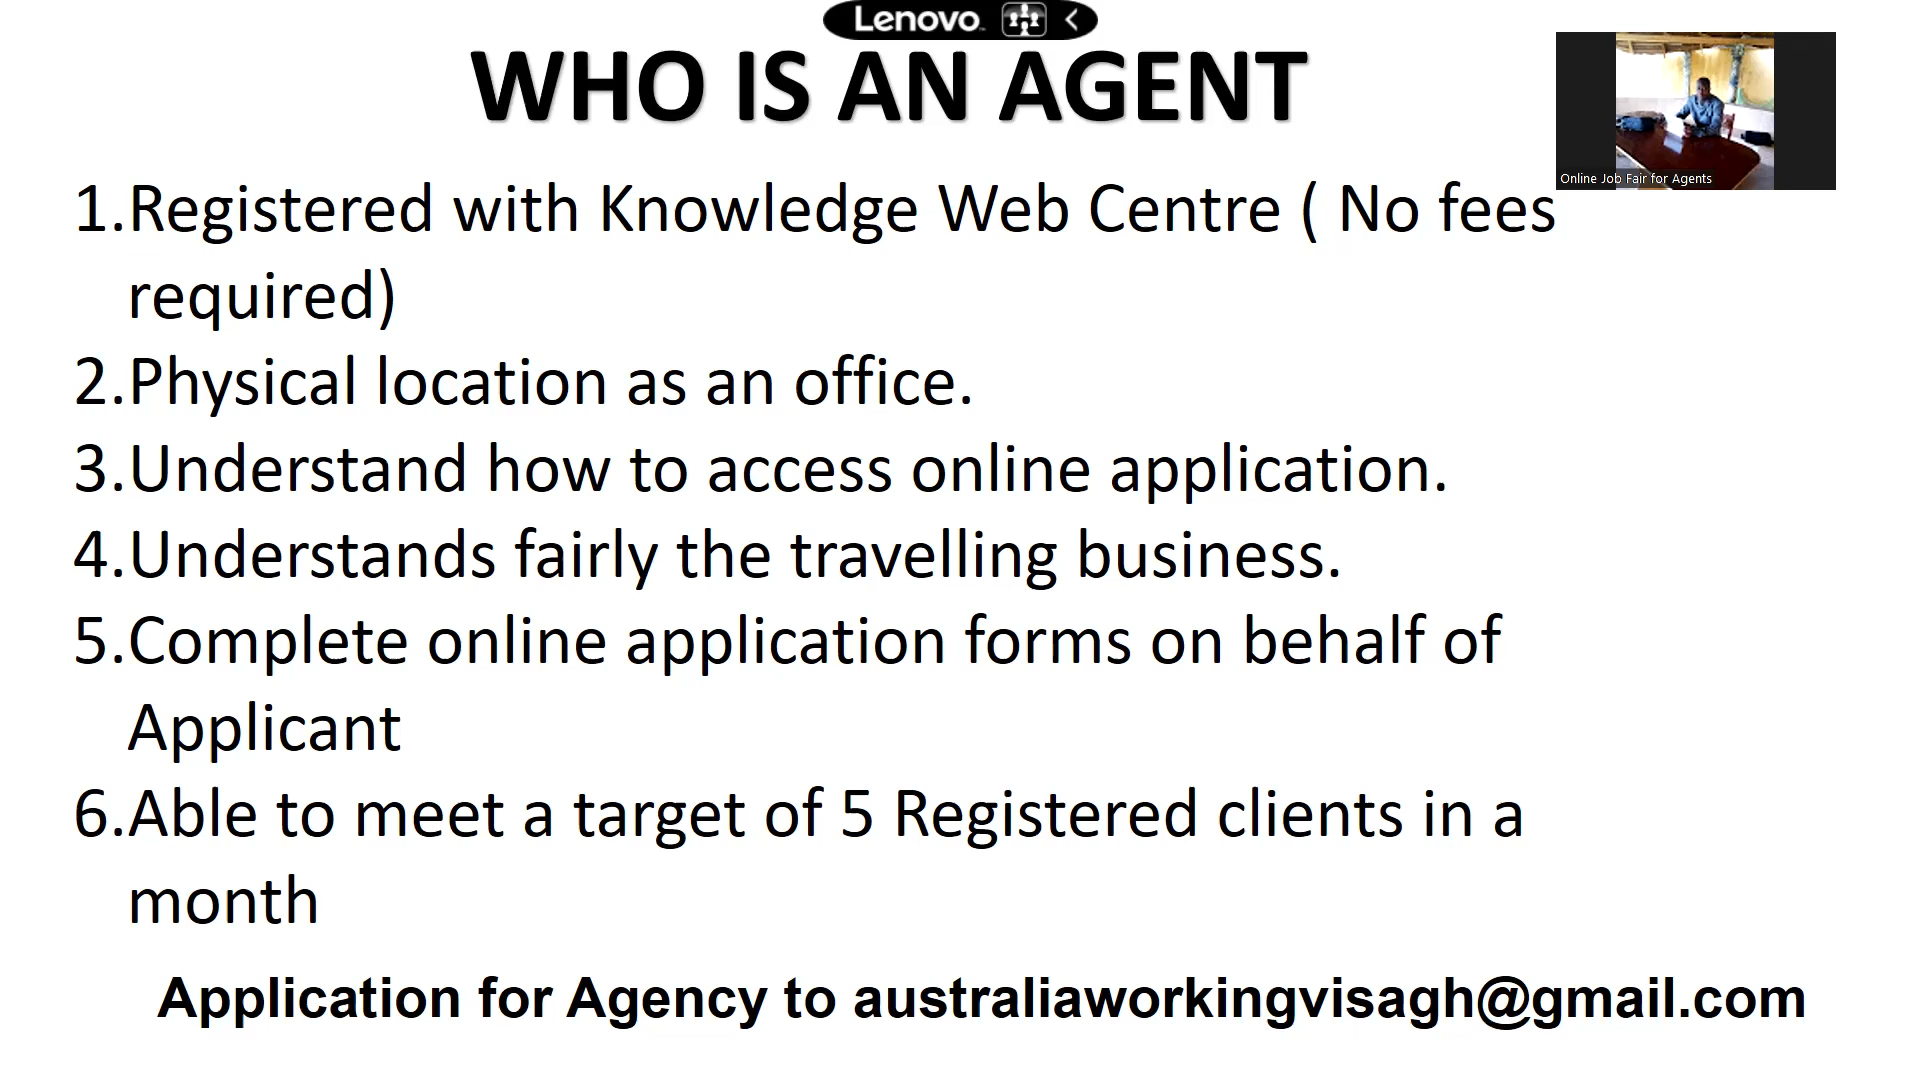 Lenovo
WHO IS AN AGENT
Online Job Fair for Agents
1.Registered with Knowledge Web Centre ( No fees
required)
2.Physical location as an office.
3.Understand how to access online application.
4.Understands fairly the travelling business.
5.Complete online application forms on behalf of
Applicant
6.Able to meet a target of 5 Registered clients in a
month
Application for Agency to australiaworkingvisagh@gmail.com